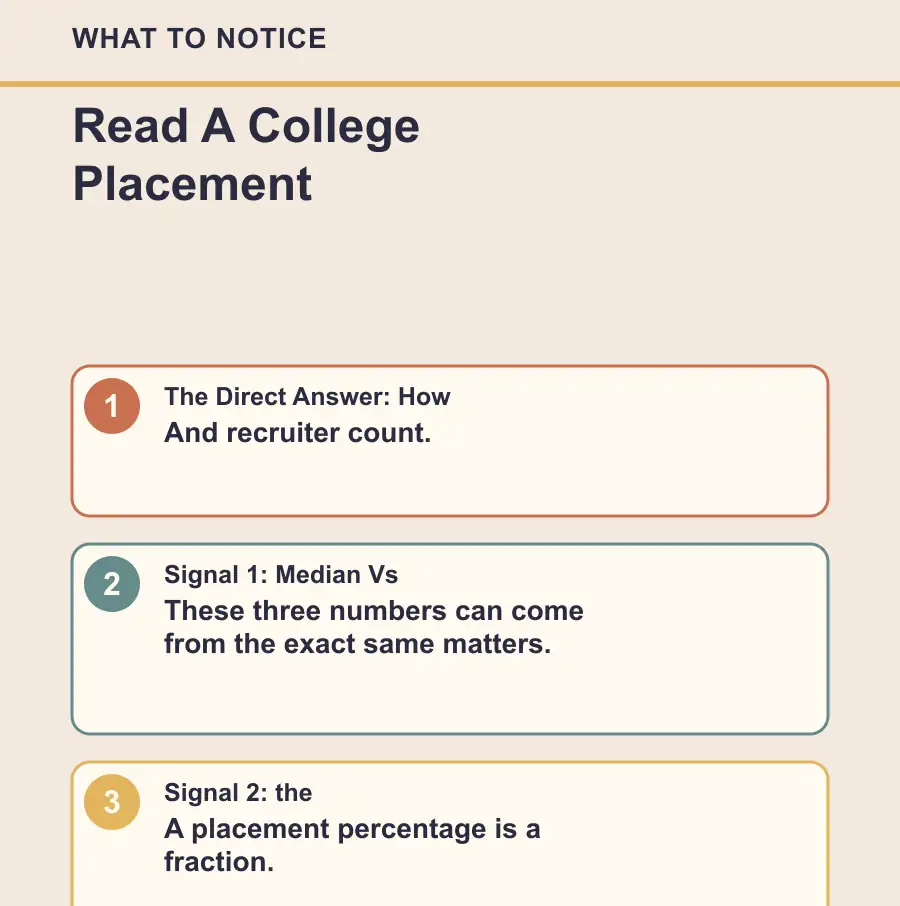 WHAT TO NOTICE
Read A College
Placement
1
The Direct Answer: How
And recruiter count.
2
Signal 1: Median Vs
These three numbers can come
from the exact same matters.
3
Signal 2: the
A placement percentage is a
fraction.